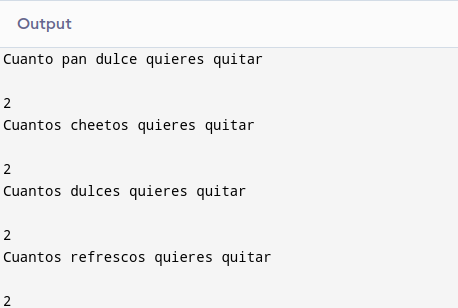 Output
Cuanto pan dulce quieres quitar
2
Cuantos cheetos quieres quitar
2
Cuantos dulces quieres quitar
2
Cuantos refrescos quieres quitar
2